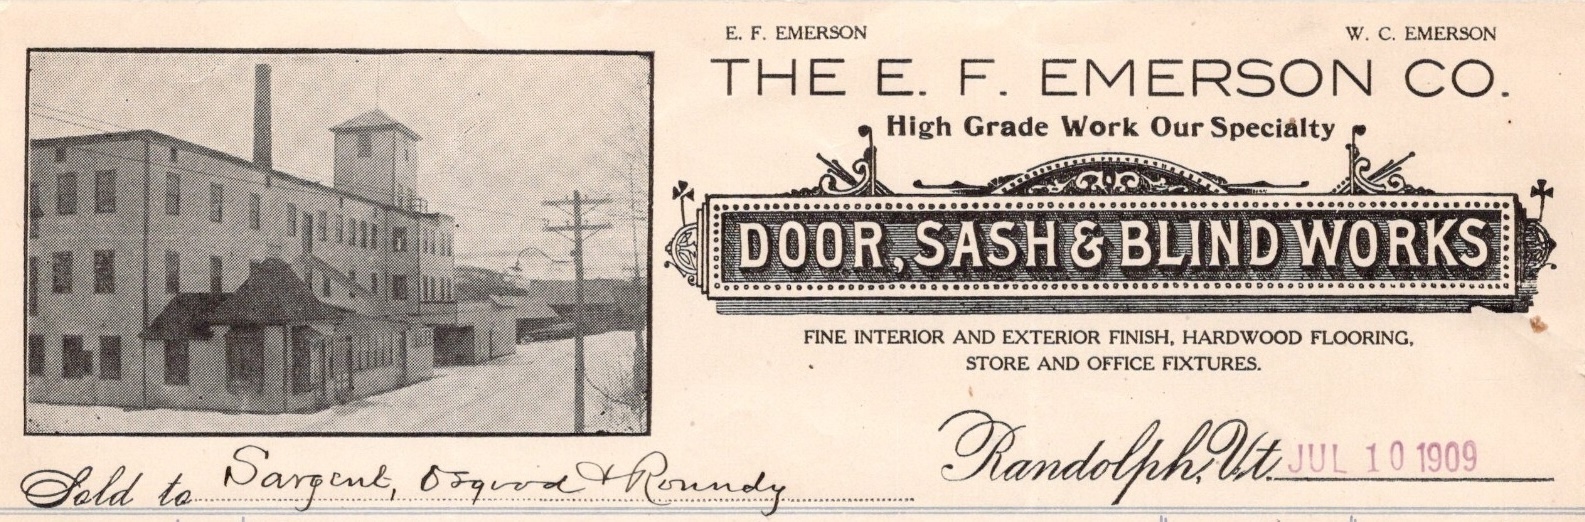 E. F. EMERSON W. C. EMERSON
THE E. F. EMERSON CO.
High Grade Work Our Specialty
DOOR, SASH & BLIND WORKS
FINE INTERIOR AND EXTERIOR FINISH, HARDWOOD FLOORING,
STORE AND OFFICE FIXTURES.
Randolph, Vt. JUL 10 1909
Sold to Sargent, Osgood & Roundy